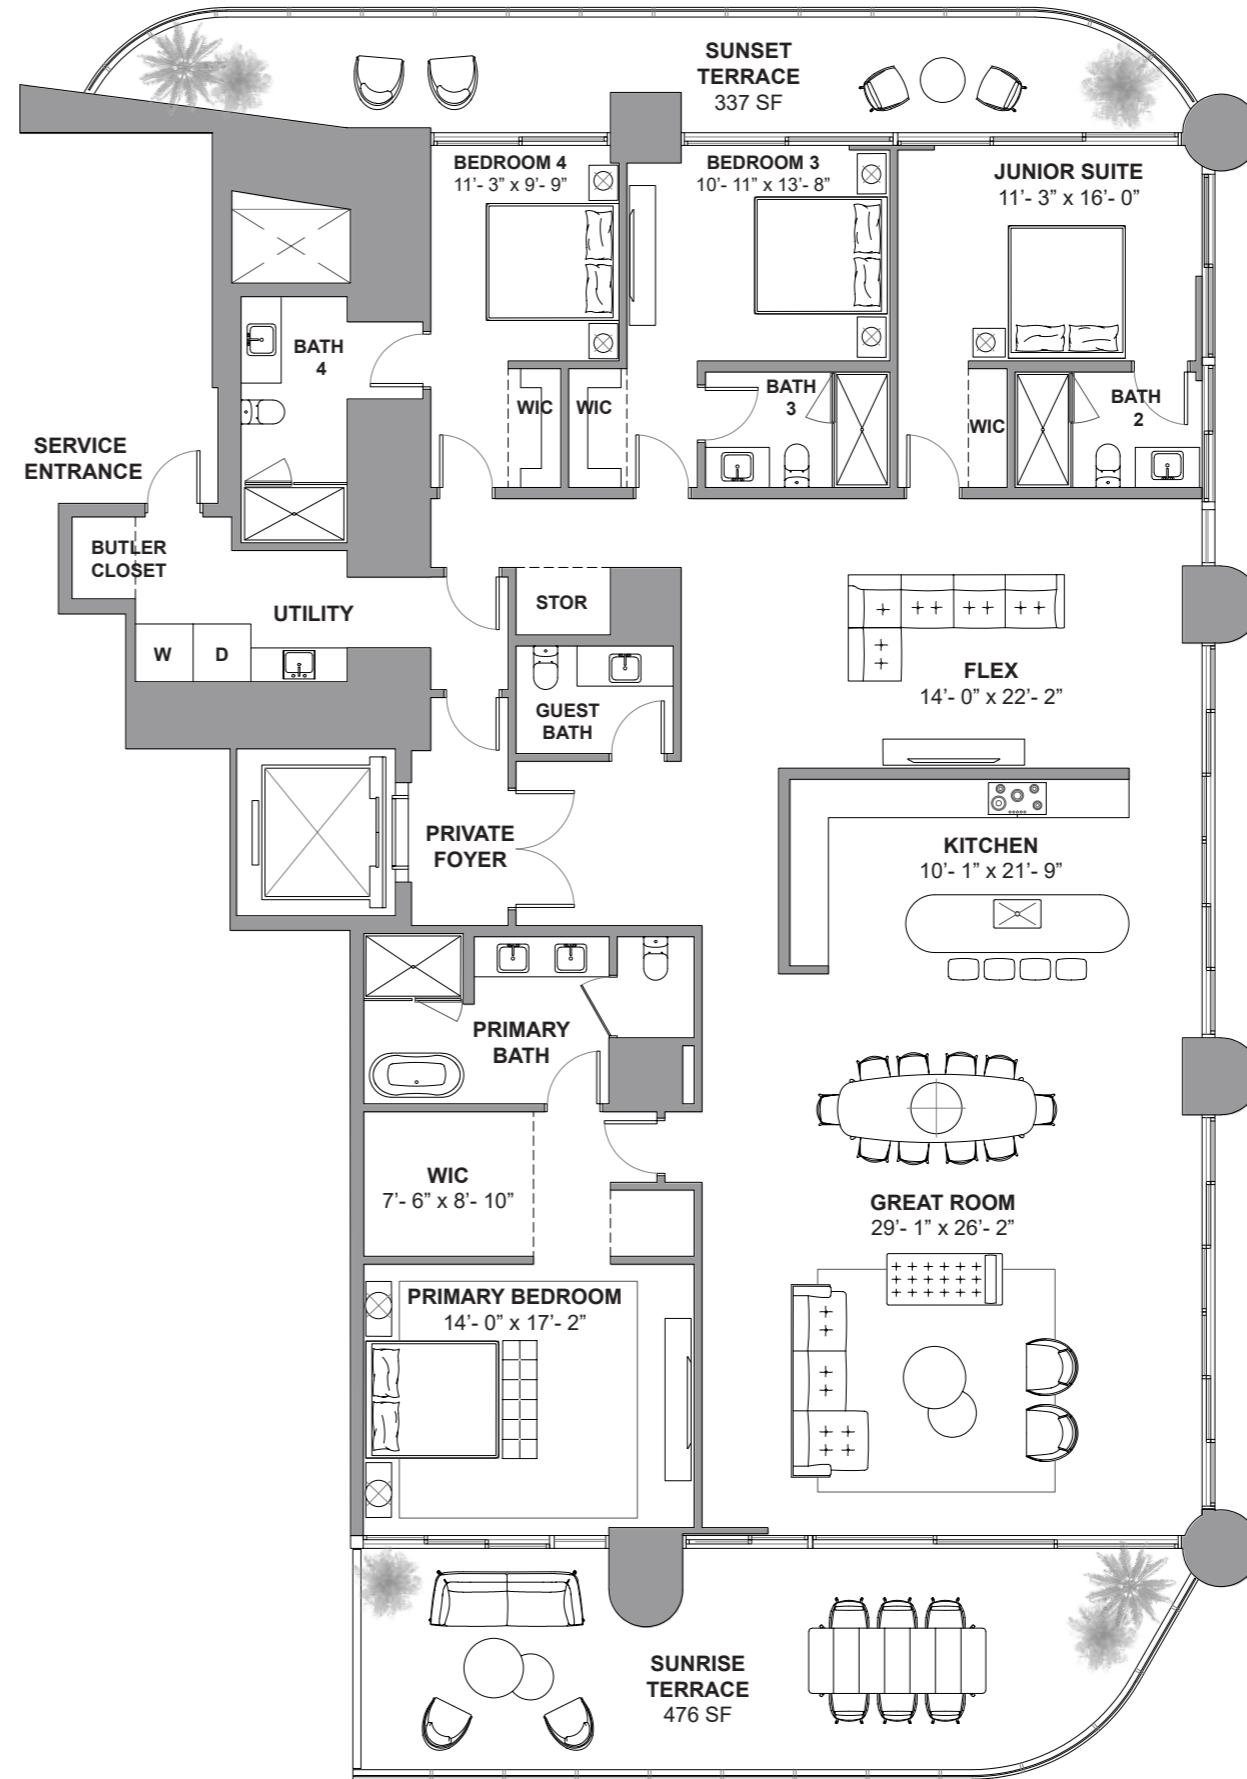 SUNSET
TERRACE
337 SF
BEDROOM 4
11’- 3” x 9’- 9”
BEDROOM 3
10’- 11” x 13’- 8”
JUNIOR SUITE
11’- 3” x 16’- 0”
BATH
4
WIC
WIC
BATH
3
WIC
BATH
2
SERVICE
ENTRANCE
BUTLER
CLOSET
UTILITY
STOR
W
D
GUEST
BATH
FLEX
14’- 0” x 22’- 2”
PRIVATE
FOYER
KITCHEN
10’- 1” x 21’- 9”
PRIMARY
BATH
WIC
7’- 6” x 8’- 10”
GREAT ROOM
29’- 1” x 26’- 2”
PRIMARY BEDROOM
14’- 0” x 17’- 2”
SUNRISE
TERRACE
476 SF